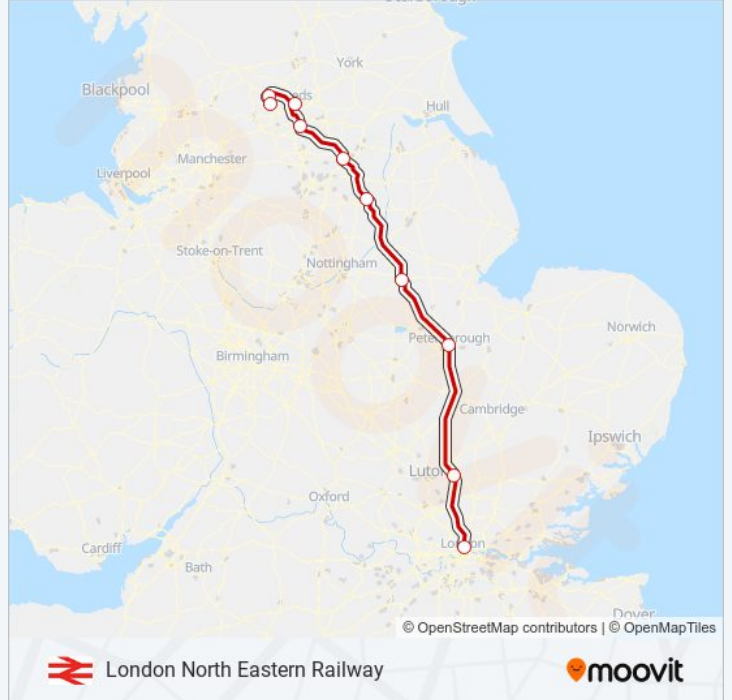 York
Blackpool
eds
Hull
Manchester
Liverpool
Stoke-on-Trent
Nottingham
Norwich
Peterborough
Birmingham
Cambridge
Ipswich
Luton
Oxford
London
Cardiff
Bath
Dover
© OpenStreetMap contributors | © OpenMapTiles
London North Eastern Railway
moovit